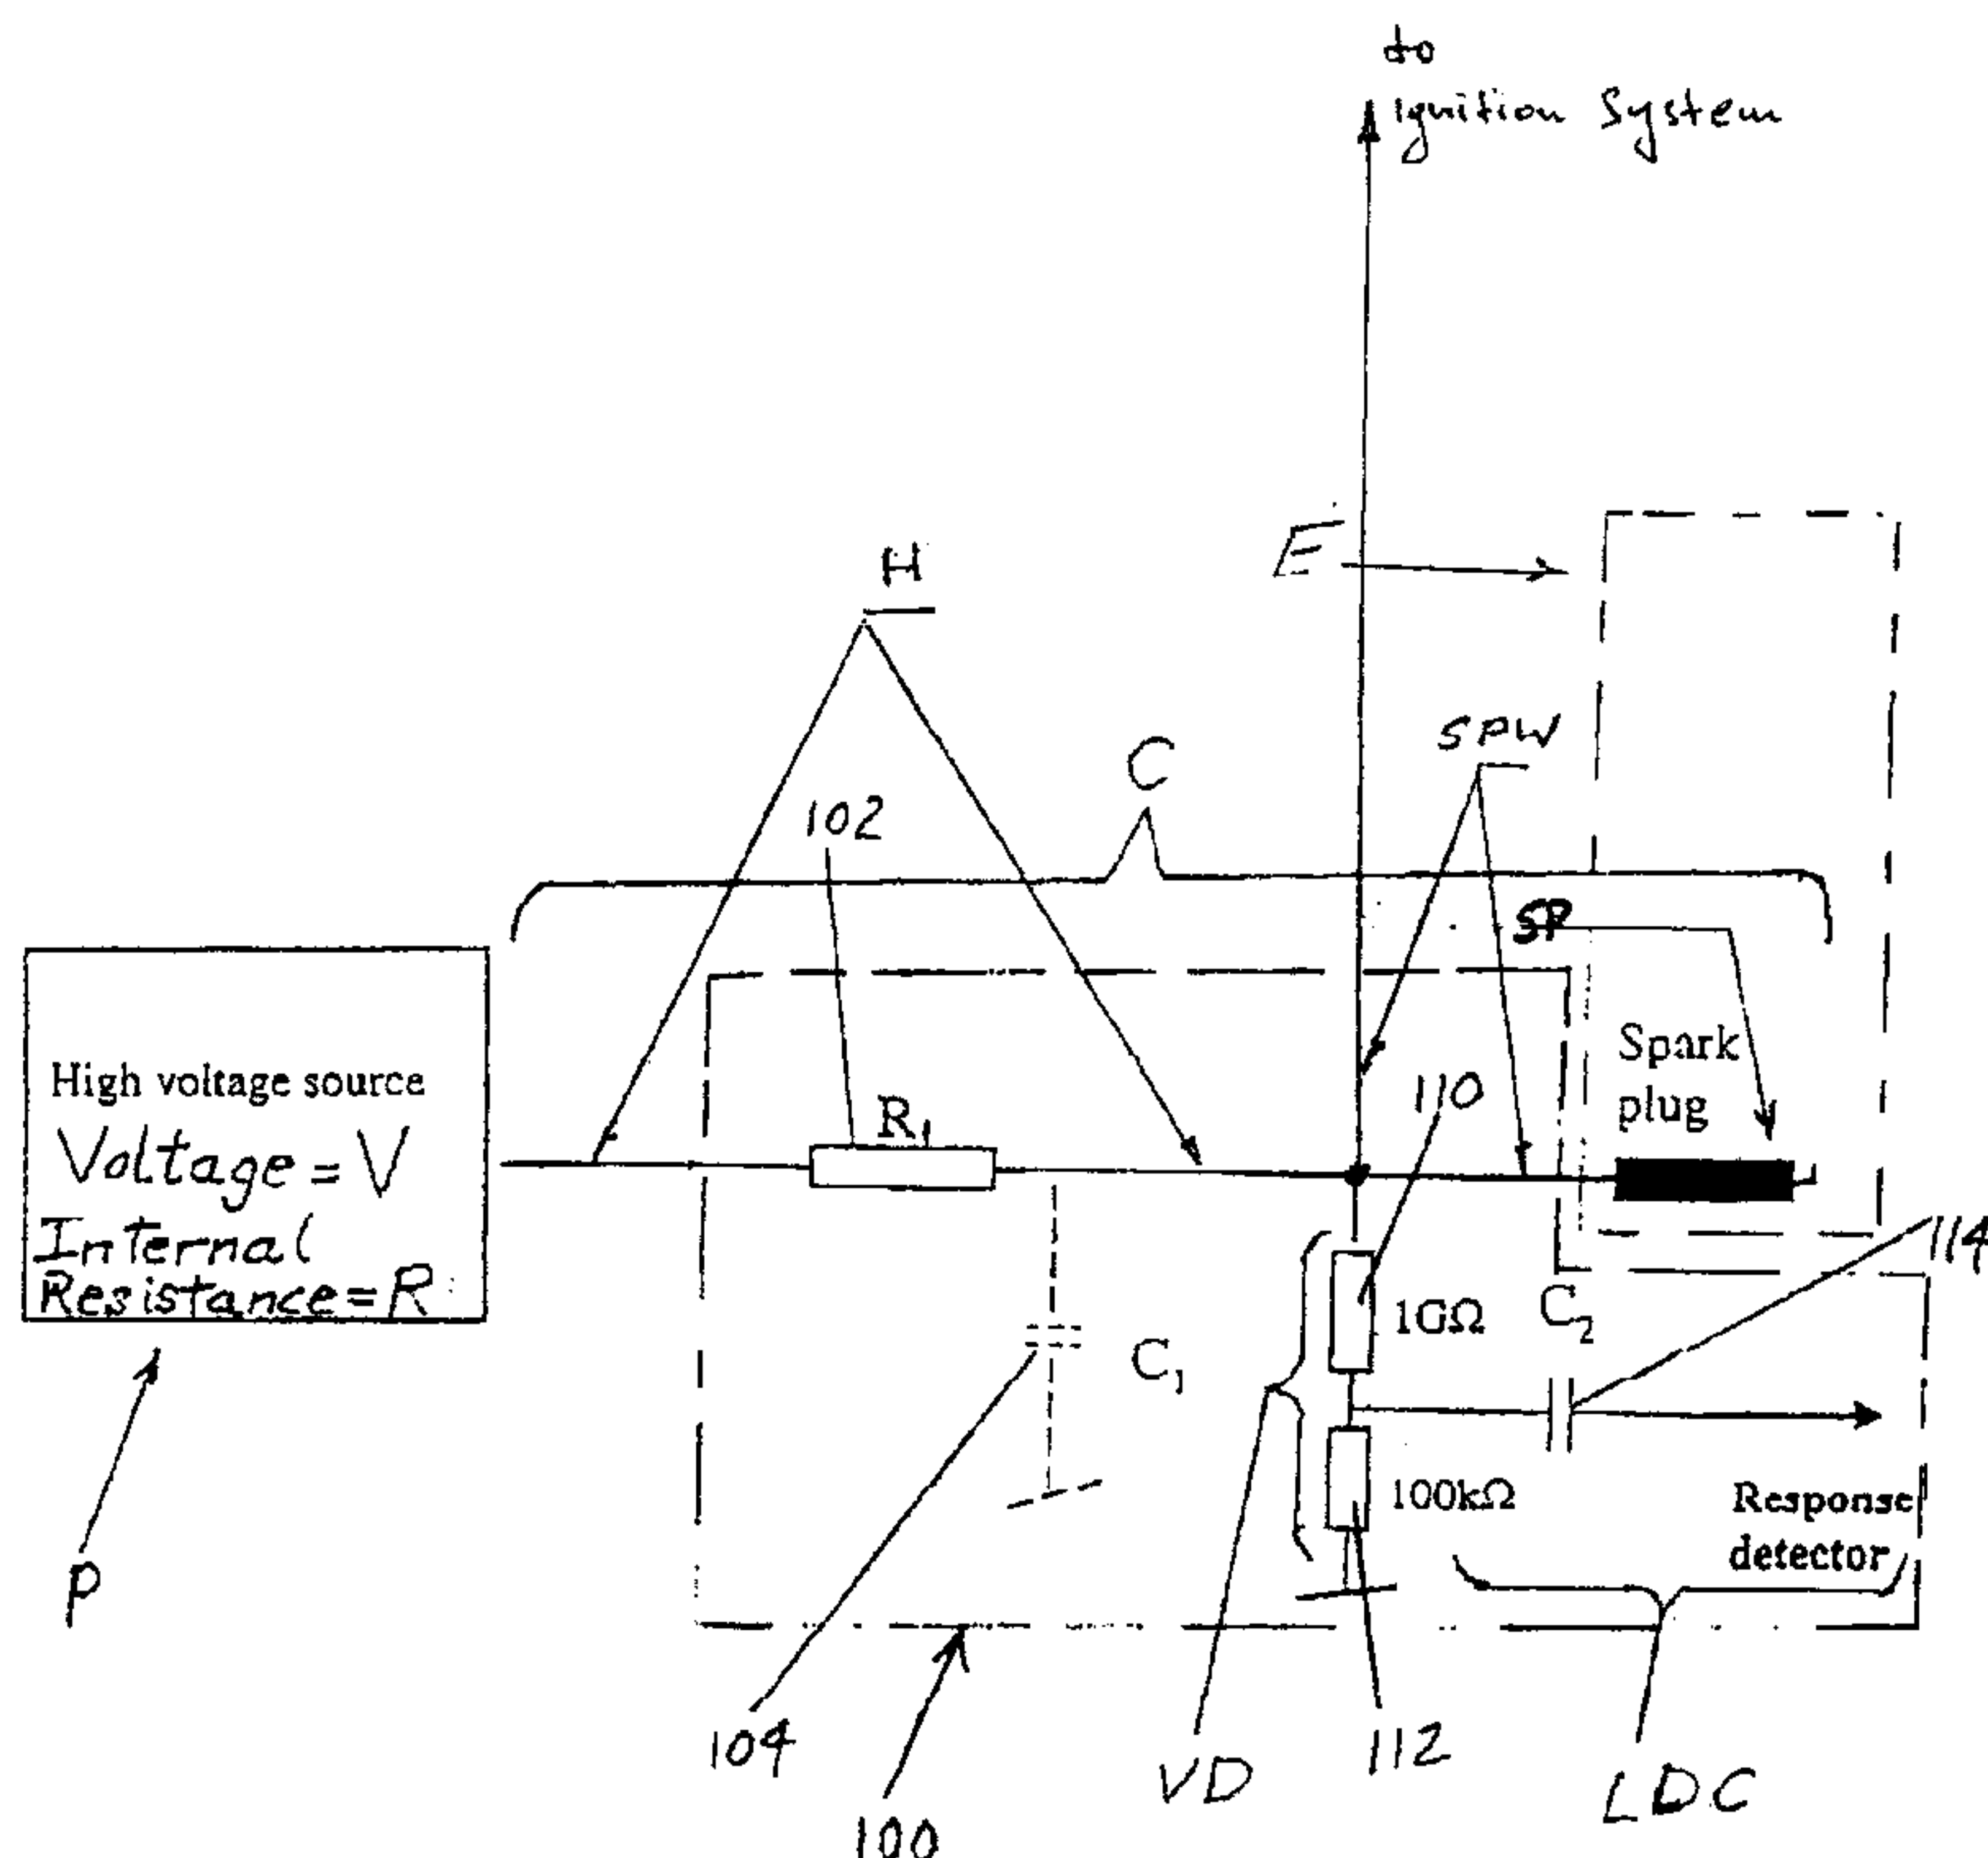 to
Ignition System
E
H
SPW
C
102
SP
High voltage source
Voltage = V
Internal
Resistance = R
R₁
110
Spark
plug
114
1GΩ
C₂
C₁
100kΩ
Response
detector
P
104
100
VD
112
LDC